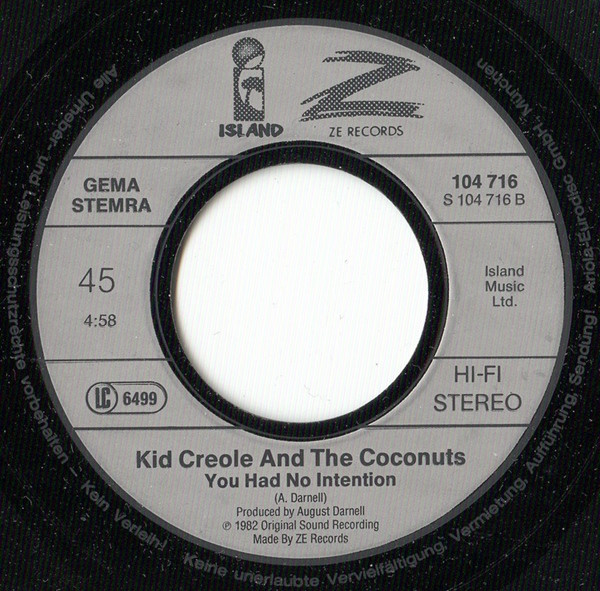 ISLAND
ZE RECORDS
GEMA
STEMRA
104 716
S 104 716 B
45
4:58
Island
Music
Ltd.
LC 6499
HI-FI
STEREO
Kid Creole And The Coconuts
You Had No Intention
(A. Darnell)
Produced by August Darnell
℗ 1982 Original Sound Recording
Made By ZE Records
Alle Urheber- und Leistungsschutzrechte vorbehalten – Kein Verleih! Keine unerlaubte Vervielfältigung, Vermietung, Aufführung, Sendung! Ariola-Eurodisc GmbH, München